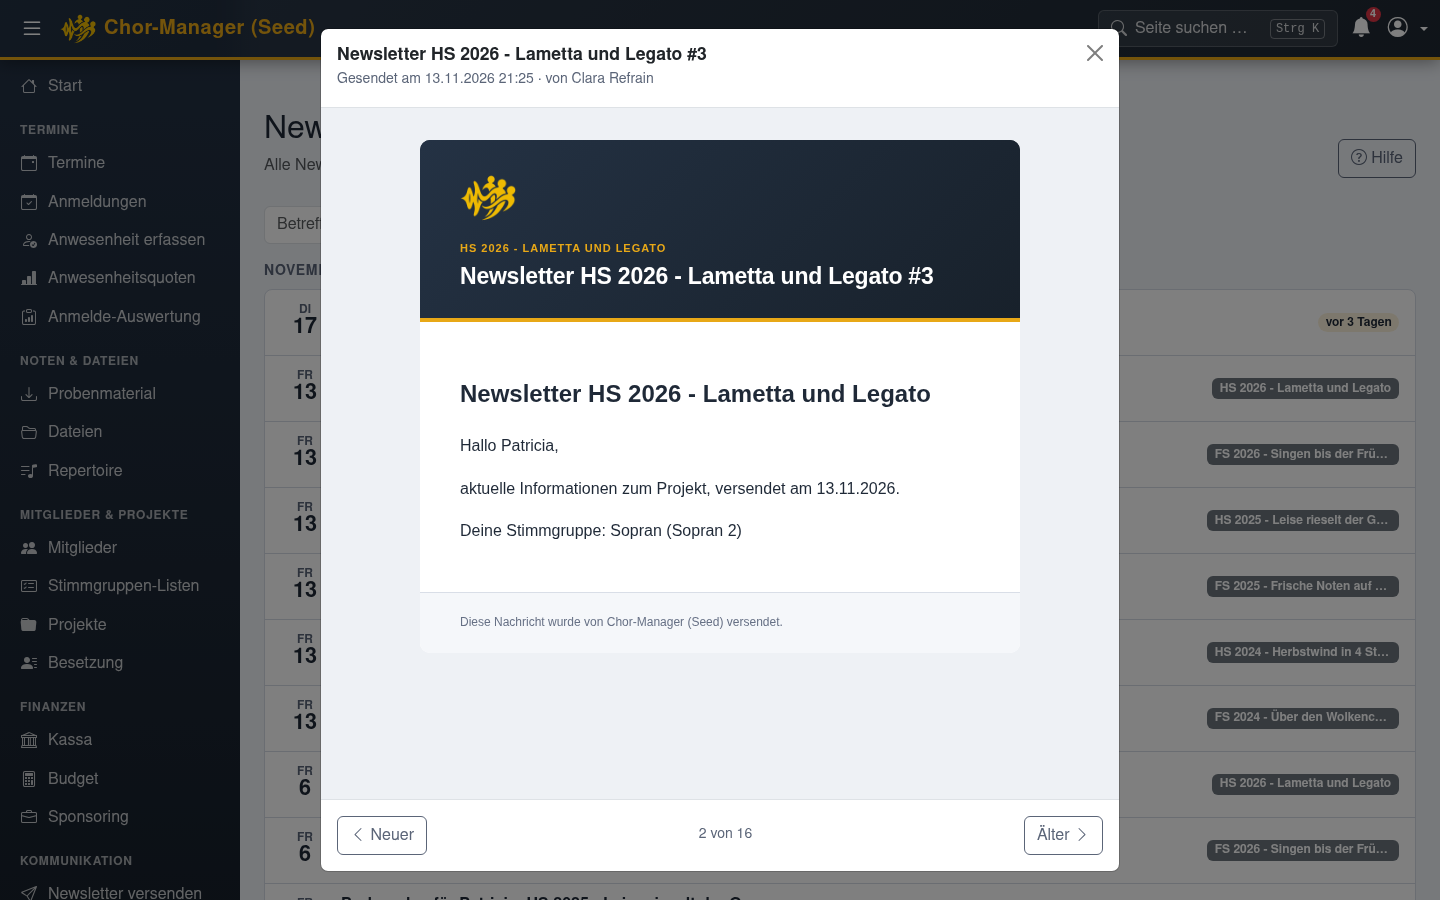 Chor-Manager (Seed)
Seite suchen …
Strg K
4
Newsletter HS 2026 - Lametta und Legato #3
Gesendet am 13.11.2026 21:25 · von Clara Refrain
Start
TERMINE
Termine
Anmeldungen
Anwesenheit erfassen
Anwesenheitsquoten
Anmelde-Auswertung
NOTEN & DATEIEN
Probenmaterial
Dateien
Repertoire
MITGLIEDER & PROJEKTE
Mitglieder
Stimmgruppen-Listen
Projekte
Besetzung
FINANZEN
Kassa
Budget
Sponsoring
KOMMUNIKATION
Newsletter versenden
Hilfe
DI
17
vor 3 Tagen
FR
13
HS 2026 - Lametta und Legato
FR
13
FS 2026 - Singen bis der Frü...
FR
13
HS 2025 - Leise rieselt der G...
FR
13
FS 2025 - Frische Noten auf ...
FR
13
HS 2024 - Herbstwind in 4 St...
FR
13
FS 2024 - Über den Wolkenc...
FR
6
HS 2026 - Lametta und Legato
FR
6
FS 2026 - Singen bis der Frü...
HS 2026 - LAMETTA UND LEGATO
Newsletter HS 2026 - Lametta und Legato #3
Newsletter HS 2026 - Lametta und Legato
Hallo Patricia,
aktuelle Informationen zum Projekt, versendet am 13.11.2026.
Deine Stimmgruppe: Sopran (Sopran 2)
Diese Nachricht wurde von Chor-Manager (Seed) versendet.
Neuer
2 von 16
Älter